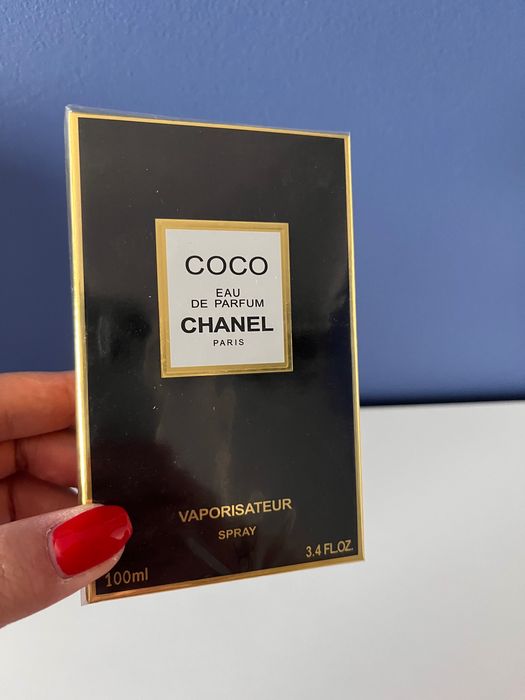 COCO
EAU
DE PARFUM
CHANEL
PARIS
VAPORISATEUR
SPRAY
100ml
3.4 FL.OZ.